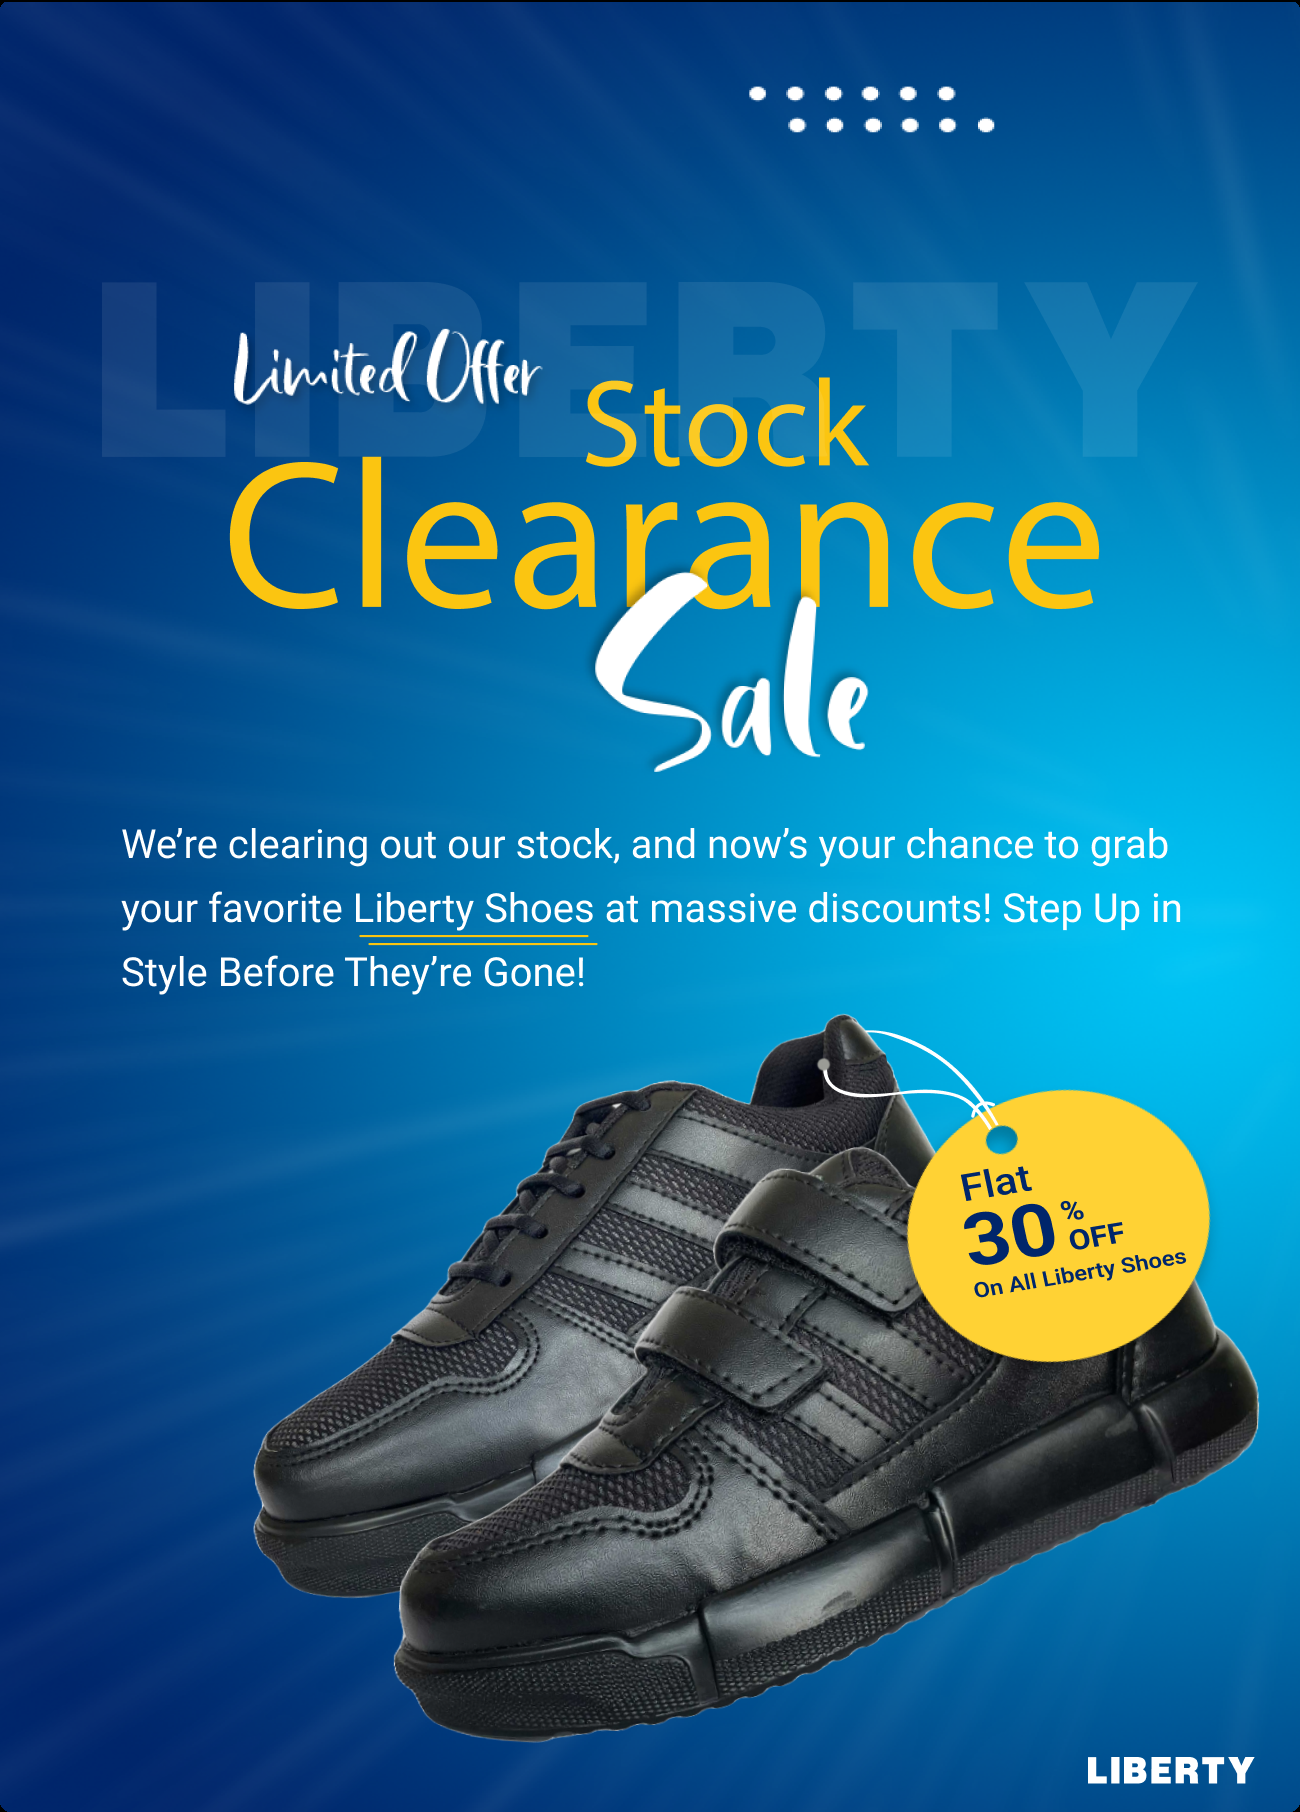 LIBERTY
Limited Offer
Stock
Clearance
Sale
We’re clearing out our stock, and now’s your chance to grab
your favorite Liberty Shoes at massive discounts! Step Up in
Style Before They’re Gone!
Flat
30% OFF
On All Liberty Shoes
LIBERTY